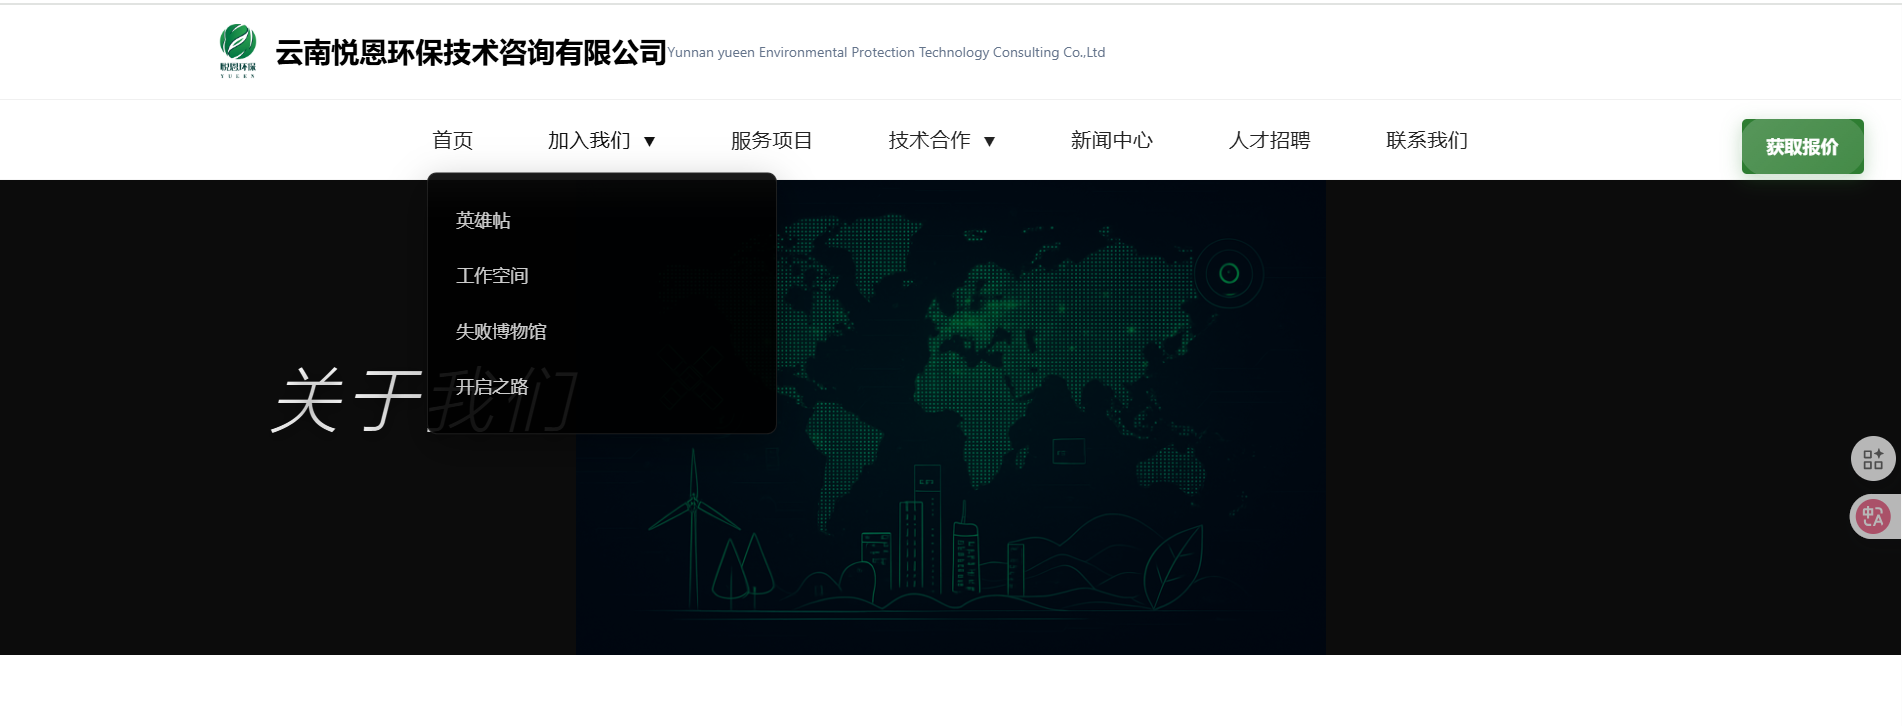 悦恩环保
YUEEN
云南悦恩环保技术咨询有限公司
Yunnan yueen Environmental Protection Technology Consulting Co.,Ltd
首页
加入我们 ▼
服务项目
技术合作 ▼
新闻中心
人才招聘
联系我们
获取报价
英雄帖
工作空间
失败博物馆
开启之路
关于我们